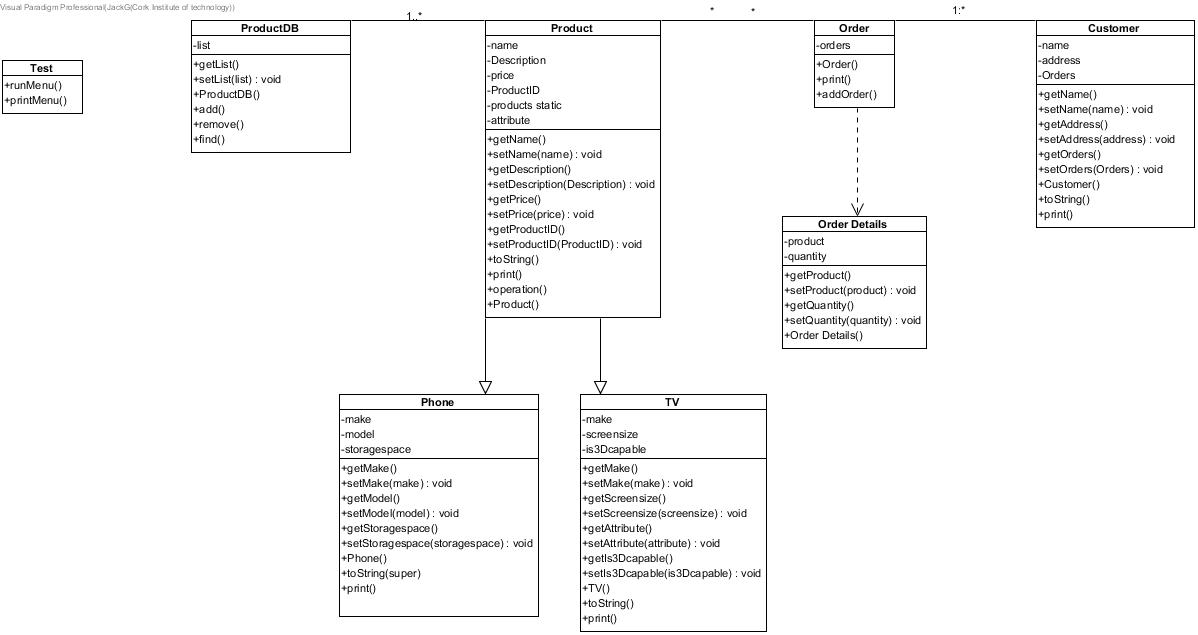 Visual Paradigm Professional(JackG(Cork Institute of technology))
1..*
*
*
1:*
Test
+runMenu()
+printMenu()
ProductDB
-list
+getList()
+setList(list) : void
+ProductDB()
+add()
+remove()
+find()
Product
-name
-Description
-price
-ProductID
-products static
-attribute
+getName()
+setName(name) : void
+getDescription()
+setDescription(Description) : void
+getPrice()
+setPrice(price) : void
+getProductID()
+setProductID(ProductID) : void
+toString()
+print()
+operation()
+Product()
Order
-orders
+Order()
+print()
+addOrder()
Customer
-name
-address
-Orders
+getName()
+setName(name) : void
+getAddress()
+setAddress(address) : void
+getOrders()
+setOrders(Orders) : void
+Customer()
+toString()
+print()
Order Details
-product
-quantity
+getProduct()
+setProduct(product) : void
+getQuantity()
+setQuantity(quantity) : void
+Order Details()
Phone
-make
-model
-storagespace
+getMake()
+setMake(make) : void
+getModel()
+setModel(model) : void
+getStoragespace()
+setStoragespace(storagespace) : void
+Phone()
+toString(super)
+print()
TV
-make
-screensize
-is3Dcapable
+getMake()
+setMake(make) : void
+getScreensize()
+setScreensize(screensize) : void
+getAttribute()
+setAttribute(attribute) : void
+getIs3Dcapable()
+setIs3Dcapable(is3Dcapable) : void
+TV()
+toString()
+print()